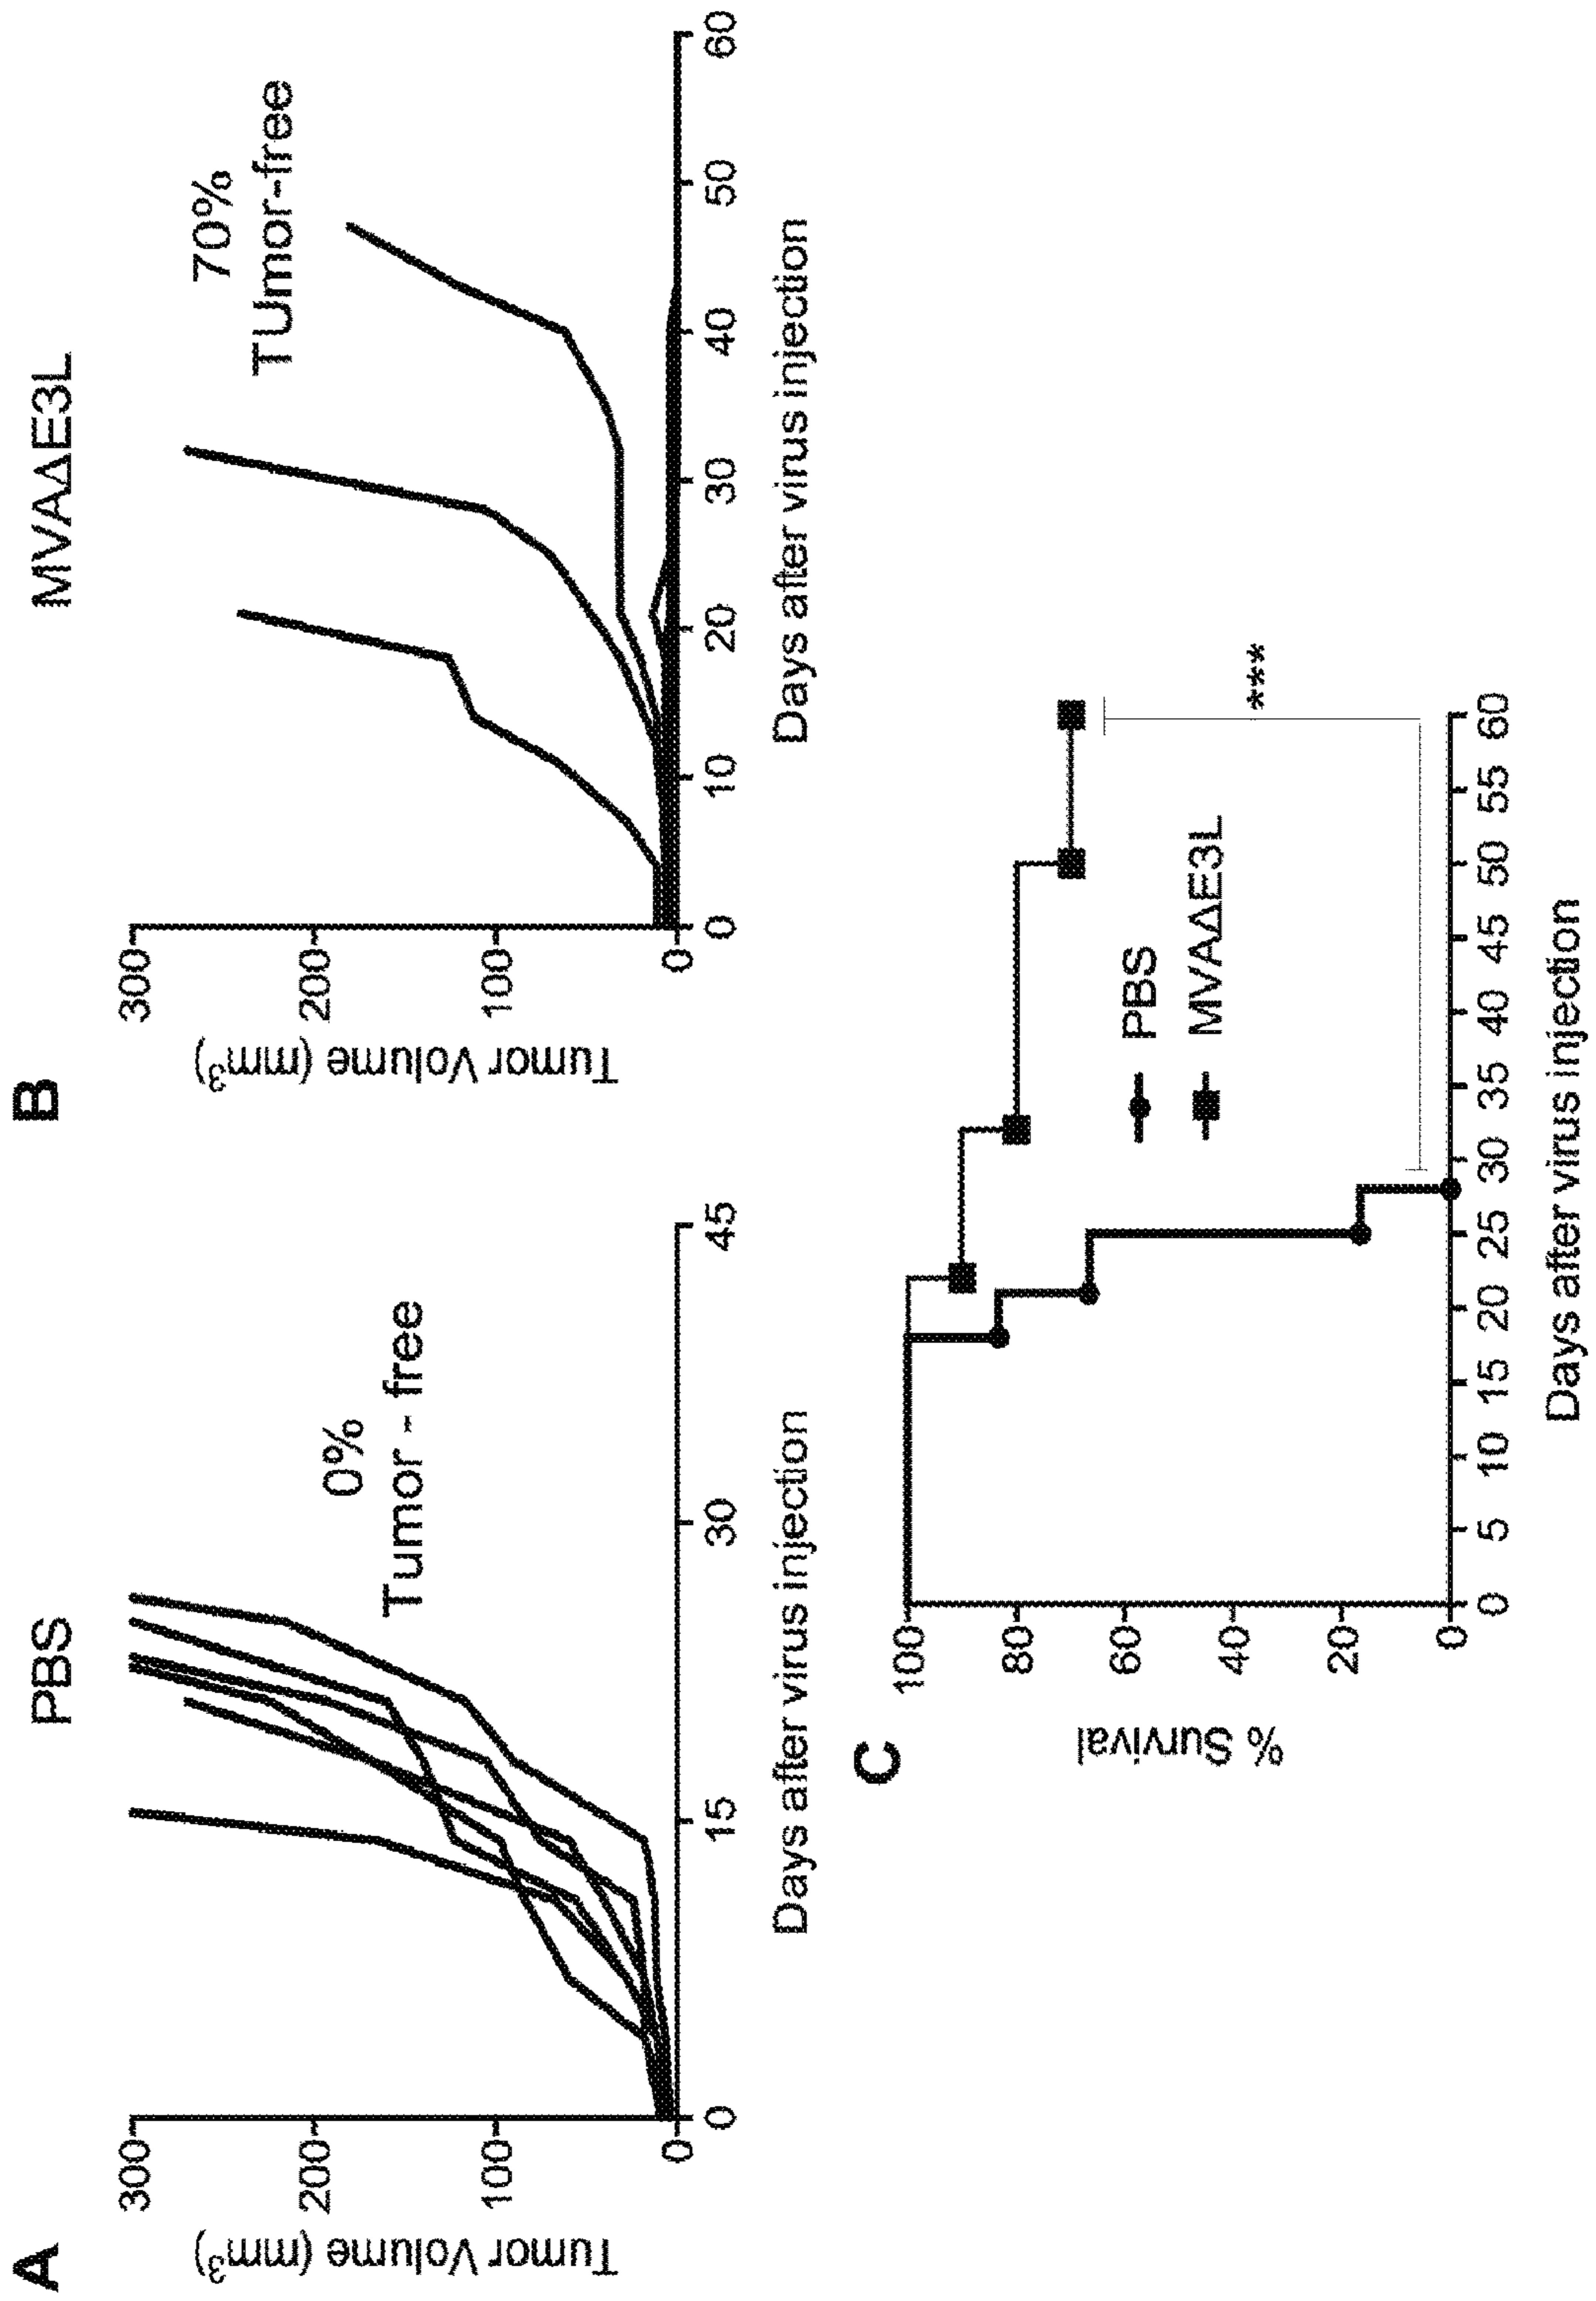 A
PBS
Tumor Volume (mm³)
300
200
100
0
0%
Tumor - free
0 15 30 45
Days after virus injection
B
MVAΔE3L
Tumor Volume (mm³)
300
200
100
0
70%
TUmor-free
0 10 20 30 40 50 60
Days after virus injection
C
% Survival
100
80
60
40
20
0
PBS
MVAΔE3L
***
0 5 10 15 20 25 30 35 40 45 50 55 60
Days after virus injection